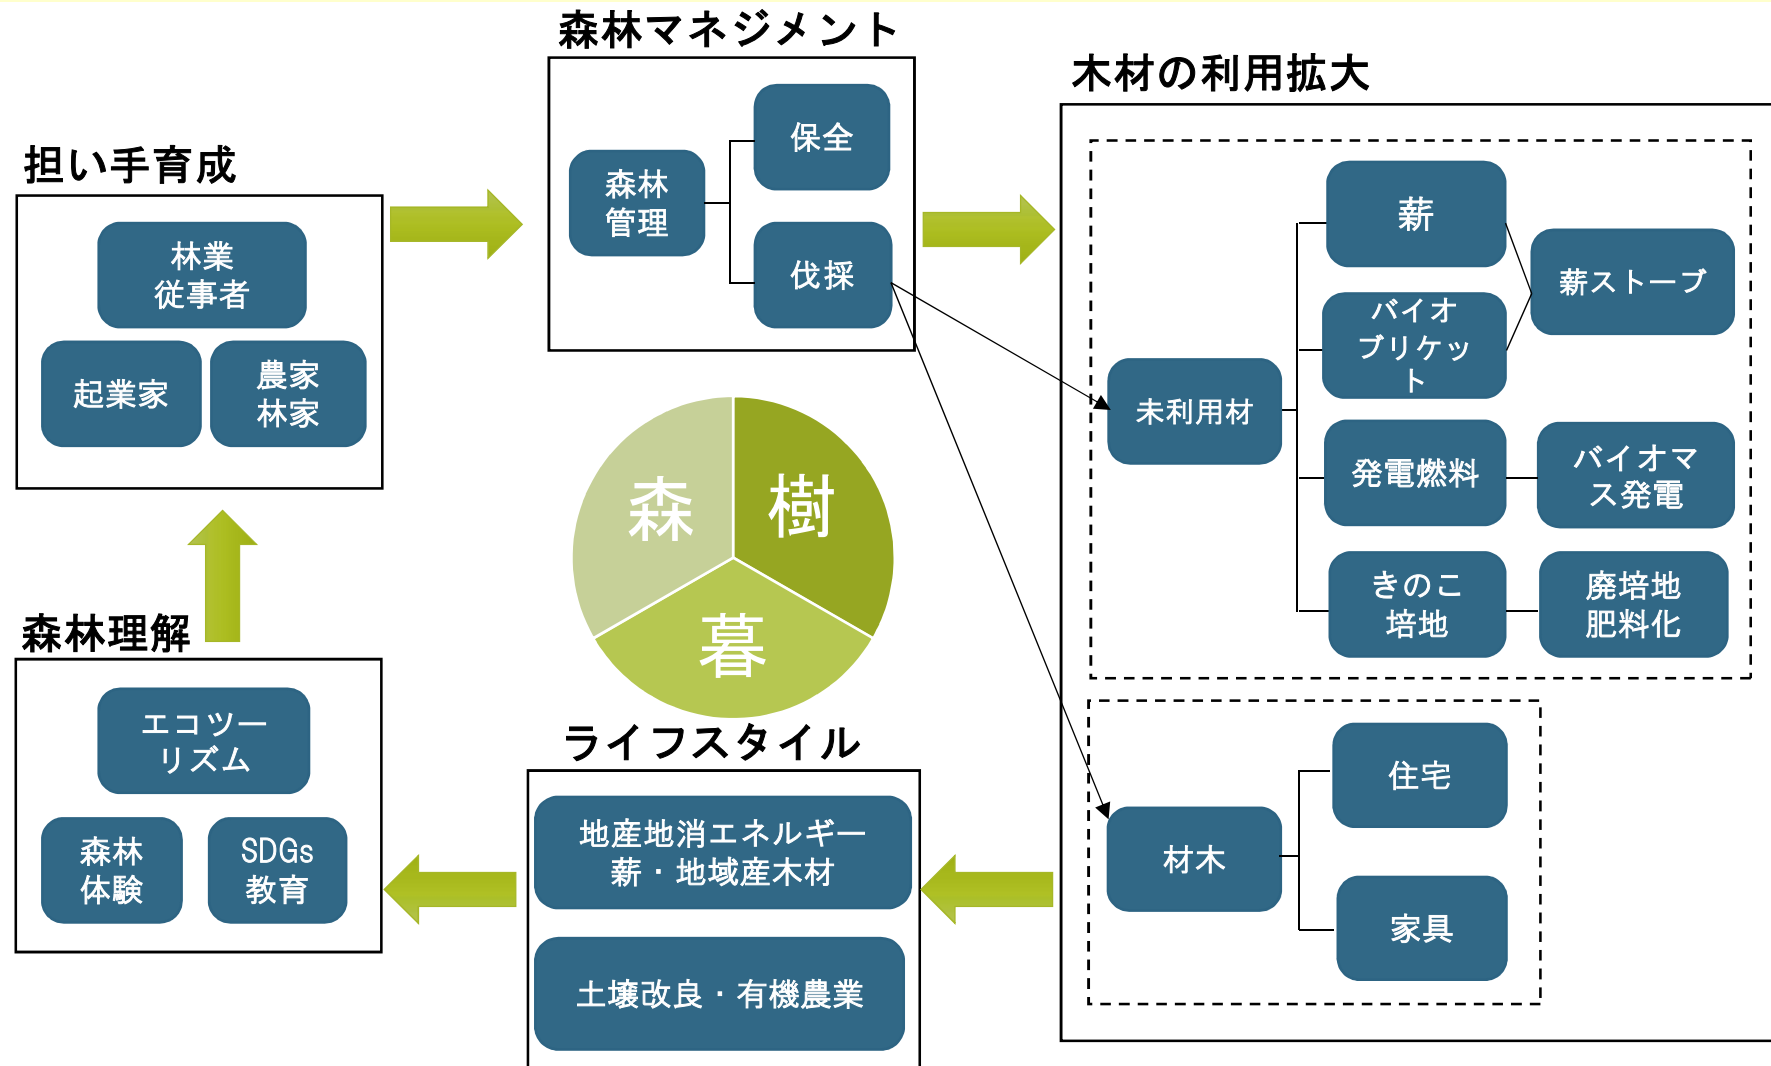 森林マネジメント
森林
管理
保全
伐採
木材の利用拡大
未利用材
薪
バイオ
ブリケッ
ト
薪ストーブ
発電燃料
バイオマ
ス発電
きのこ
培地
廃培地
肥料化
材木
住宅
家具
担い手育成
林業
従事者
起業家
農家
林家
森
樹
暮
森林理解
エコツー
リズム
森林
体験
SDGs
教育
ライフスタイル
地産地消エネルギー
薪・地域産木材
土壌改良・有機農業